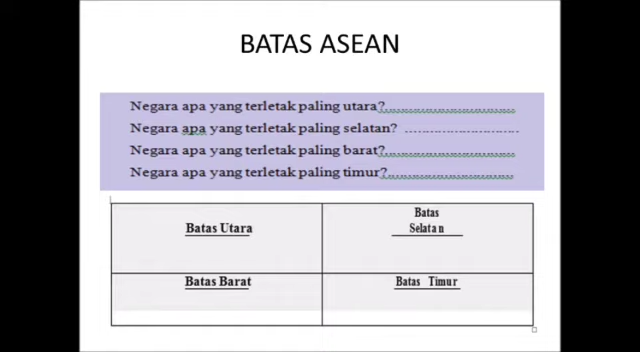 BATAS ASEAN
Negara apa yang terletak paling utara?..............................
Negara apa yang terletak paling selatan? ..............................
Negara apa yang terletak paling barat?..............................
Negara apa yang terletak paling timur?..............................
Batas Utara
Batas
Selatan
Batas Barat
Batas Timur